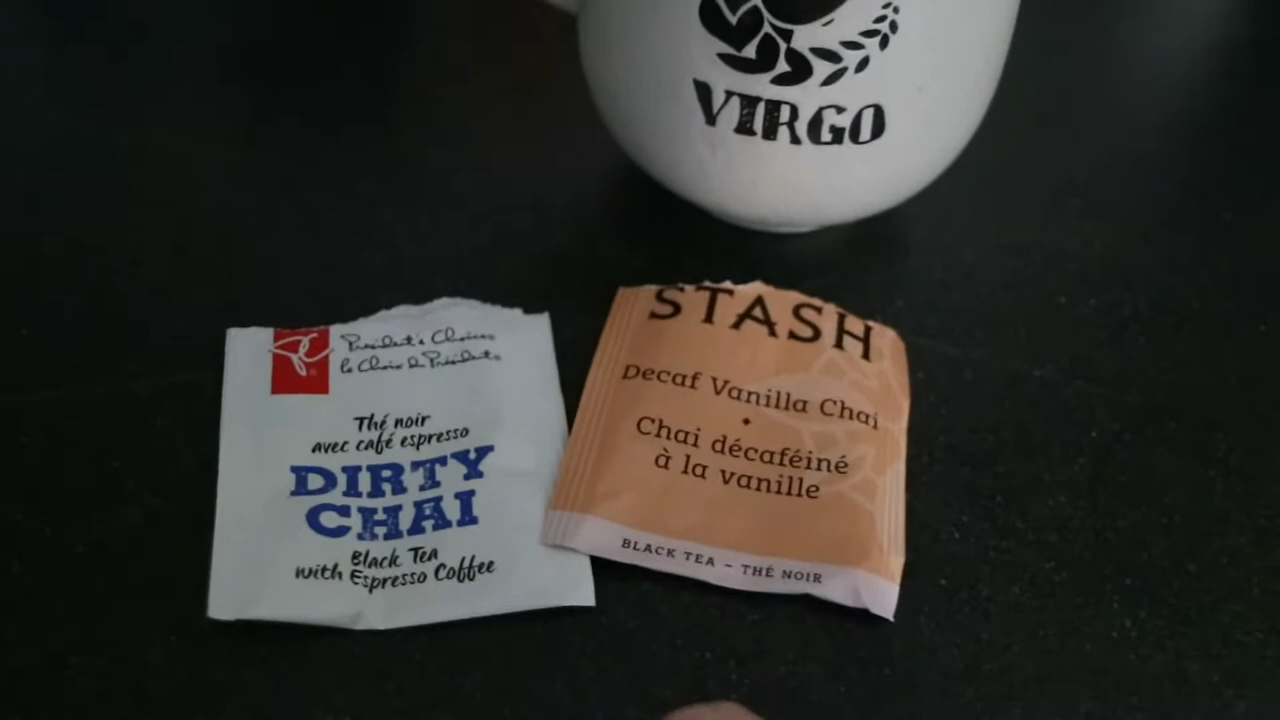 VIRGO
President's Choice
le Choix du Président
Thé noir
avec café espresso
DIRTY
CHAI
Black Tea
with Espresso Coffee
STASH
Decaf Vanilla Chai
Chai décaféiné
à la vanille
BLACK TEA – THÉ NOIR